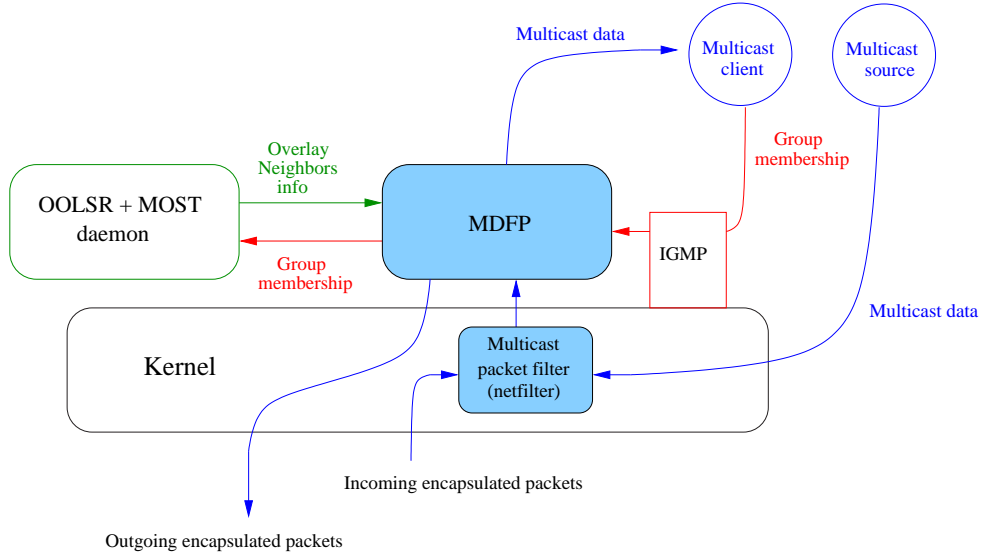 Multicast data
Multicast
client
Multicast
source
Overlay
Neighbors
info
Group
membership
OOLSR + MOST
daemon
MDFP
Group
membership
IGMP
Multicast data
Kernel
Multicast
packet filter
(netfilter)
Incoming encapsulated packets
Outgoing encapsulated packets